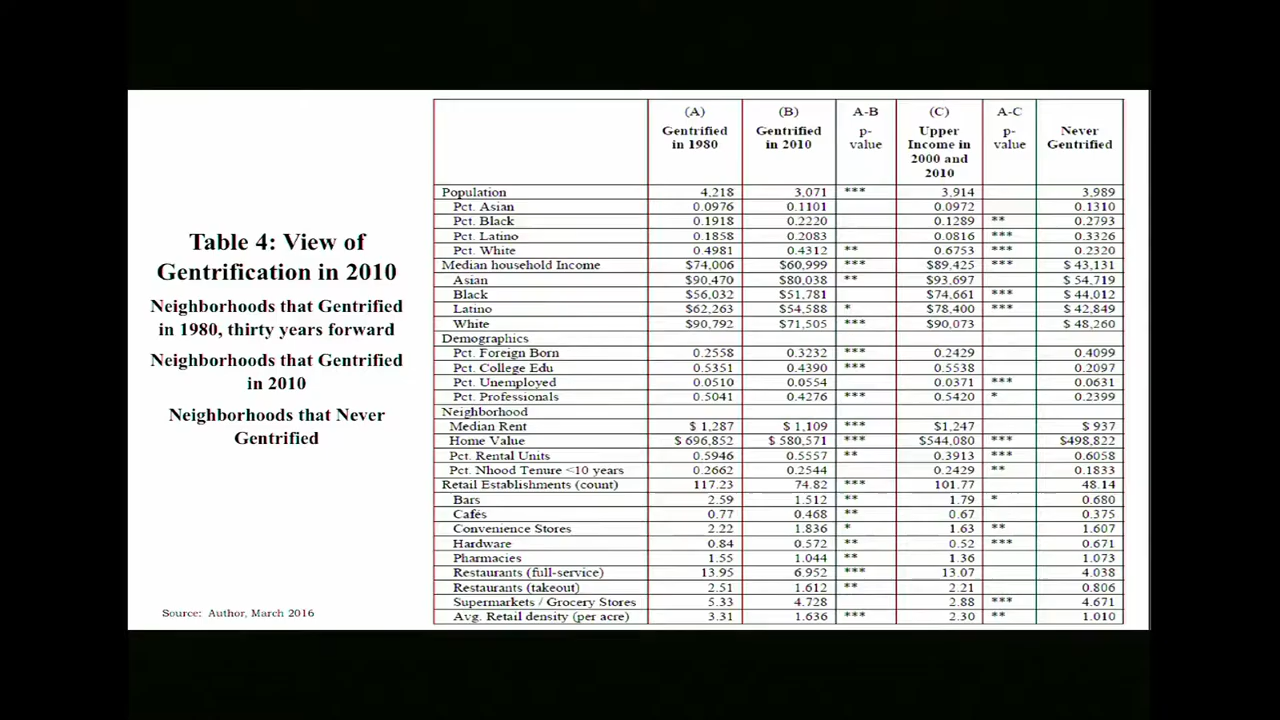 Table 4: View of
Gentrification in 2010
Neighborhoods that Gentrified
in 1980, thirty years forward
Neighborhoods that Gentrified
in 2010
Neighborhoods that Never
Gentrified
Source: Author, March 2016
(A) (B) A-B (C) A-C
Gentrified Gentrified p- Upper p- Never
in 1980 in 2010 value Income in value Gentrified
2000 and
2010
Population 4,218 3,071 *** 3,914 3,989
Pct. Asian 0.0976 0.1101 0.0972 0.1310
Pct. Black 0.1918 0.2220 0.1289 ** 0.2793
Pct. Latino 0.1858 0.2083 0.0816 *** 0.3326
Pct. White 0.4981 0.4312 ** 0.6753 *** 0.2320
Median household Income $74,006 $60,999 *** $89,425 *** $ 43,131
Asian $90,470 $80,038 ** $93,697 $ 54,719
Black $56,032 $51,781 $74,661 *** $ 44,012
Latino $62,263 $54,588 * $78,400 *** $ 42,849
White $90,792 $71,505 *** $90,073 $ 48,260
Demographics
Pct. Foreign Born 0.2558 0.3232 *** 0.2429 0.4099
Pct. College Edu 0.5351 0.4390 *** 0.5538 0.2097
Pct. Unemployed 0.0510 0.0554 0.0371 *** 0.0631
Pct. Professionals 0.5041 0.4276 *** 0.5420 * 0.2399
Neighborhood
Median Rent $ 1,287 $ 1,109 *** $1,247 $ 937
Home Value $ 696,852 $ 580,571 *** $544,080 *** $498,822
Pct. Rental Units 0.5946 0.5557 ** 0.3913 *** 0.6058
Pct. Nhood Tenure <10 years 0.2662 0.2544 0.2429 ** 0.1833
Retail Establishments (count) 117.23 74.82 *** 101.77 48.14
Bars 2.59 1.512 ** 1.79 * 0.680
Cafés 0.77 0.468 ** 0.67 0.375
Convenience Stores 2.22 1.836 * 1.63 ** 1.607
Hardware 0.84 0.572 ** 0.52 *** 0.671
Pharmacies 1.55 1.044 ** 1.36 1.073
Restaurants (full-service) 13.95 6.952 *** 13.07 4.038
Restaurants (takeout) 2.51 1.612 ** 2.21 0.806
Supermarkets / Grocery Stores 5.33 4.728 2.88 *** 4.671
Avg. Retail density (per acre) 3.31 1.636 *** 2.30 ** 1.010